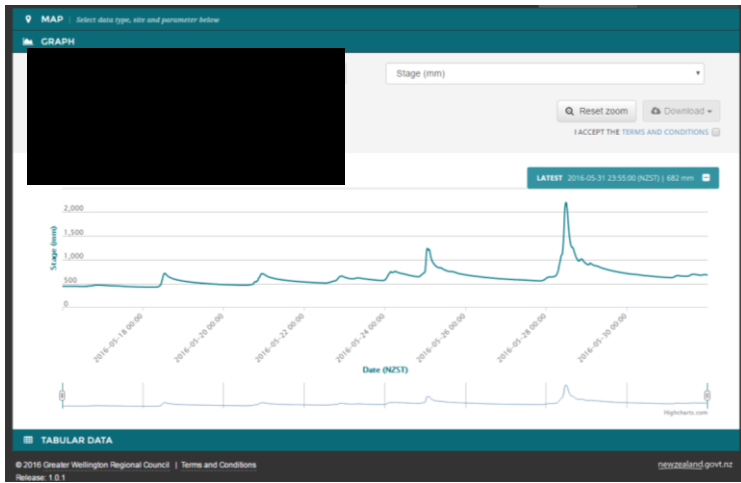 MAP | Select data type, site and parameter below
GRAPH
Stage (mm)
Reset zoom
Download
I ACCEPT THE TERMS AND CONDITIONS
LATEST 2016-05-31 23:55:00 (NZST) | 682 mm
Stage (mm)
2,000
1,500
1,000
500
0
2016-05-18 00:00
2016-05-20 00:00
2016-05-22 00:00
2016-05-24 00:00
2016-05-26 00:00
2016-05-28 00:00
2016-05-30 00:00
Date (NZST)
Highcharts.com
TABULAR DATA
© 2016 Greater Wellington Regional Council | Terms and Conditions
newzealand.govt.nz
Release: 1.0.1